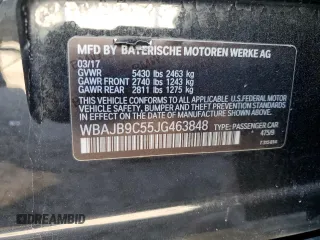 MFD BY BAYERISCHE MOTOREN WERKE AG
03/17
GVWR 5430 lbs 2463 kg
GAWR FRONT 2740 lbs 1243 kg
GAWR REAR 2811 lbs 1275 kg
THIS VEHICLE CONFORMS TO ALL APPLICABLE FEDERAL MOTOR
VEHICLE SAFETY, BUMPER, AND THEFT PREVENTION STANDARDS
IN EFFECT ON THE DATE OF MANUFACTURE SHOWN ABOVE.
WBAJB9C55JG463848 TYPE: PASSENGER CAR
DREAMBID